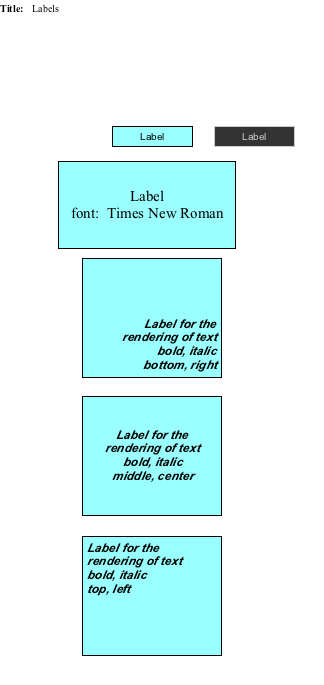 Title: Labels
Label
Label
Label
font: Times New Roman
Label for the
rendering of text
bold, italic
bottom, right
Label for the
rendering of text
bold, italic
middle, center
Label for the
rendering of text
bold, italic
top, left